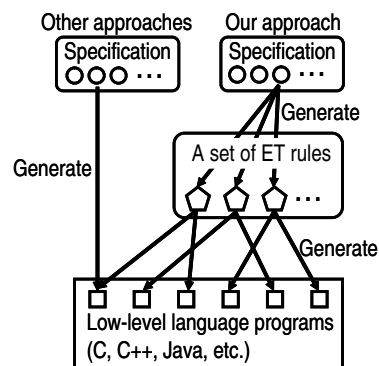 Other approaches
Our approach
Specification
Specification
...
...
Generate
Generate
A set of ET rules
...
Generate
Low-level language programs
(C, C++, Java, etc.)